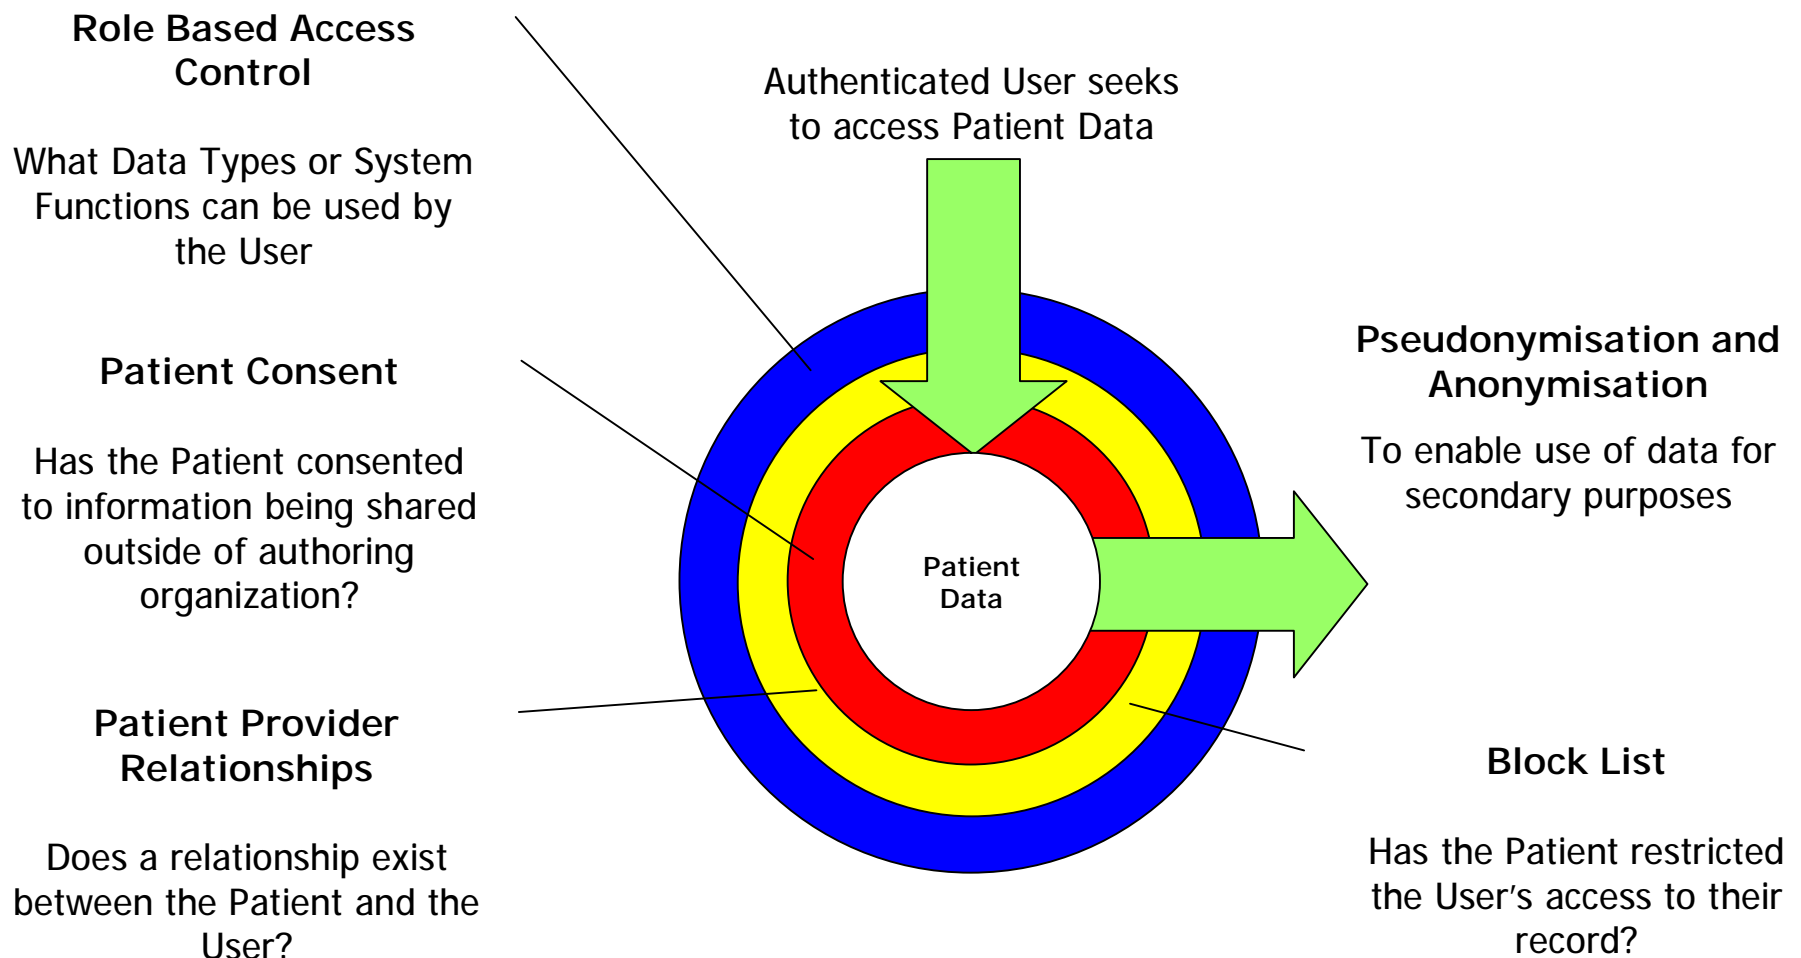 Role Based Access
Control
What Data Types or System
Functions can be used by
the User
Patient Consent
Has the Patient consented
to information being shared
outside of authoring
organization?
Patient Provider
Relationships
Does a relationship exist
between the Patient and the
User?
Authenticated User seeks
to access Patient Data
Patient
Data
Pseudonymisation and
Anonymisation
To enable use of data for
secondary purposes
Block List
Has the Patient restricted
the User's access to their
record?